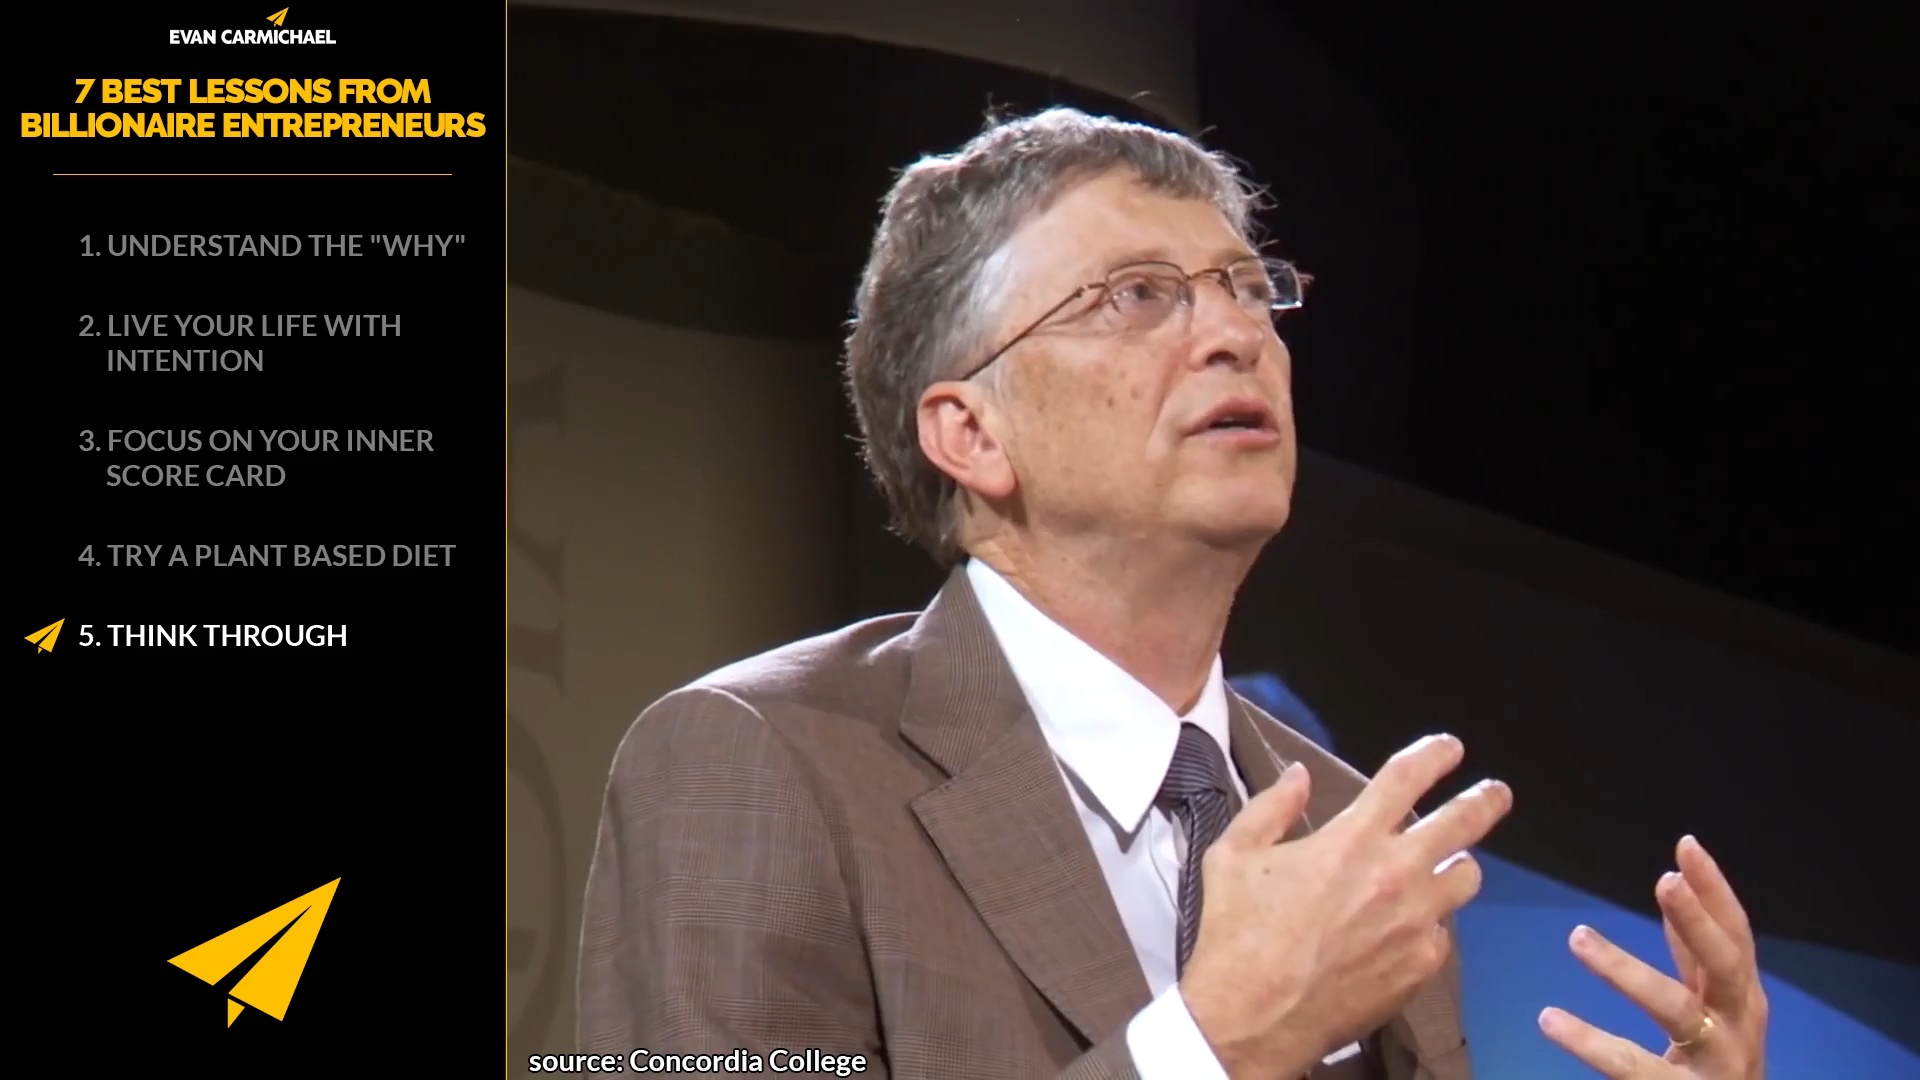 EVAN CARMICHAEL
7 BEST LESSONS FROM
BILLIONAIRE ENTREPRENEURS
1. UNDERSTAND THE "WHY"
2. LIVE YOUR LIFE WITH
INTENTION
3. FOCUS ON YOUR INNER
SCORE CARD
4. TRY A PLANT BASED DIET
5. THINK THROUGH
source: Concordia College